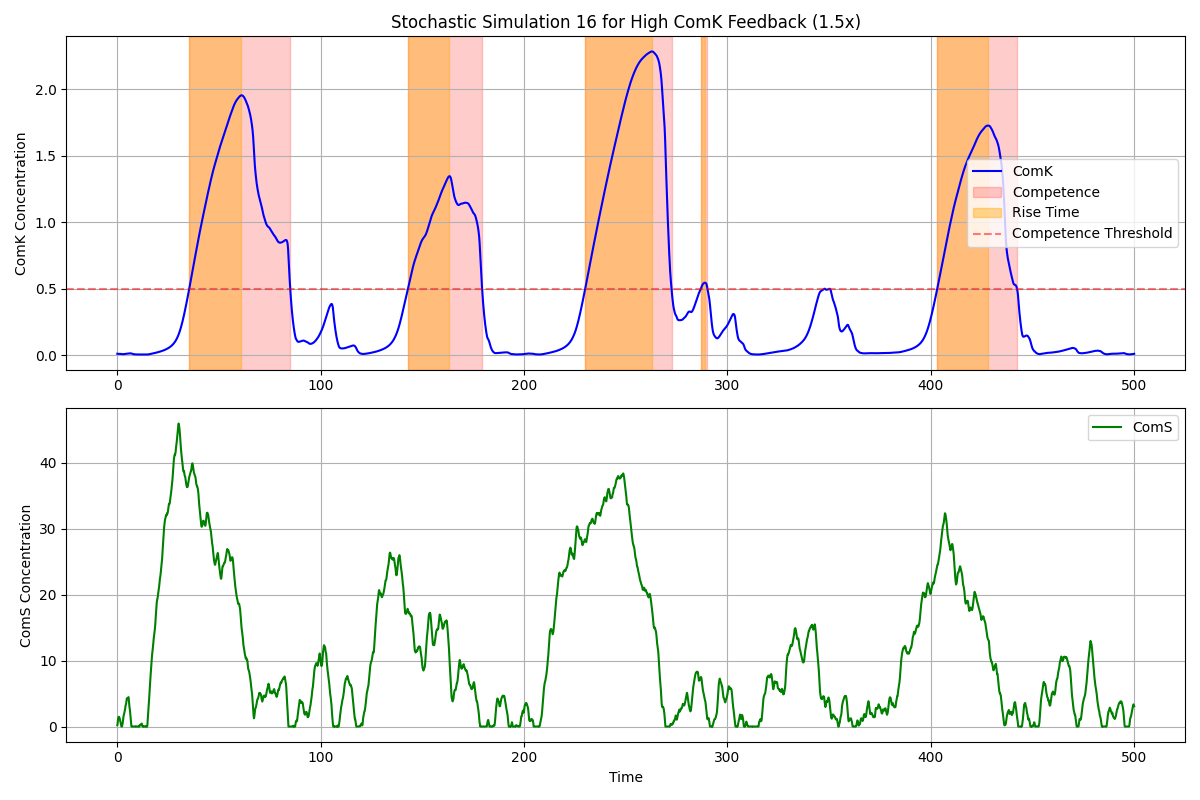 Stochastic Simulation 16 for High ComK Feedback (1.5x)
ComK Concentration
2.0
1.5
1.0
0.5
0.0
ComK
Competence
Rise Time
Competence Threshold
0 100 200 300 400 500
ComS Concentration
40
30
20
10
0
ComS
0 100 200 300 400 500
Time